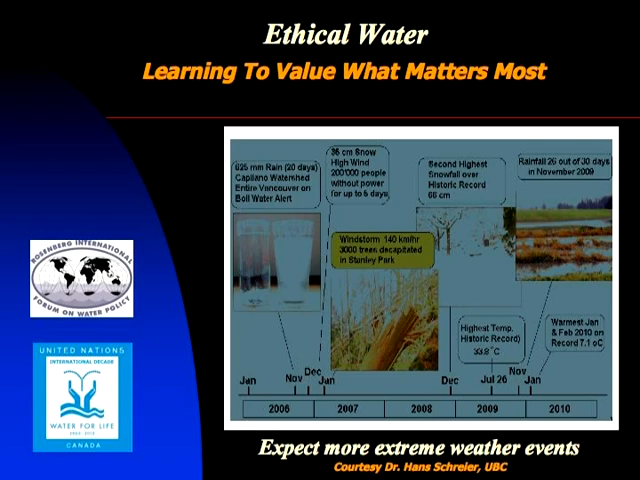 Ethical Water
Learning To Value What Matters Most
625 mm Rain (20 days)
Capilano Watershed
Entire Vancouver on
Boil Water Alert
35 cm Snow
High Wind
200'000 people
without power
for up to 5 days
Windstorm 140 km/hr
3000 trees decapitated
in Stanley Park
Second Highest
Snowfall over
Historic Record
66 cm
Rainfall 26 out of 30 days
in November 2009
Highest Temp.
Historic Record)
33.8°C
Warmest Jan
& Feb 2010 on
Record 7.1 oC
Jan
Nov
Dec
Jan
Dec
Jul 26
Nov
Jan
2006
2007
2008
2009
2010
ROSENBERG INTERNATIONAL
FORUM ON WATER POLICY
UNITED NATIONS
INTERNATIONAL DECADE
WATER FOR LIFE
CANADA
Expect more extreme weather events
Courtesy Dr. Hans Schreier, UBC